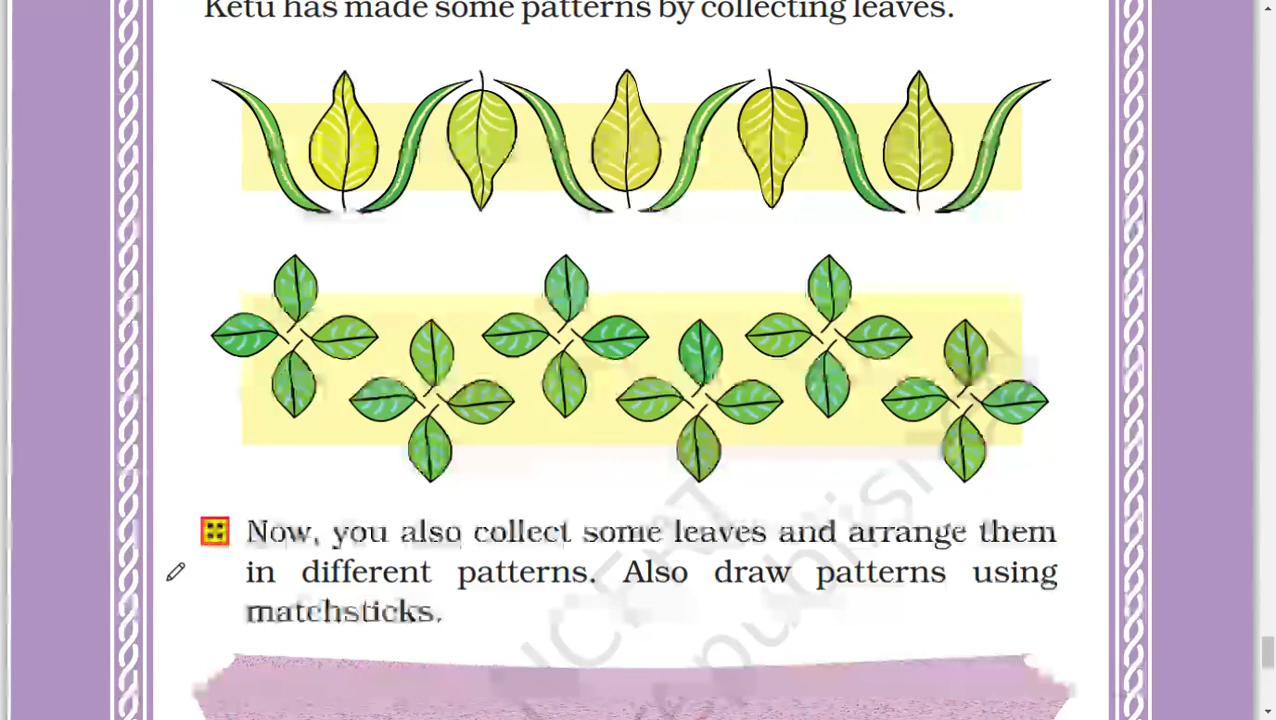 Ketu has made some patterns by collecting leaves.
Now, you also collect some leaves and arrange them
in different patterns. Also draw patterns using
matchsticks.
NCERT